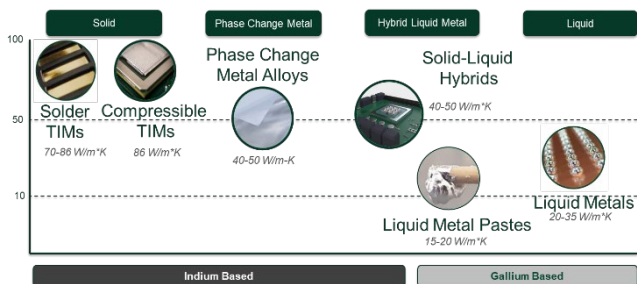 Solid
Phase Change Metal
Hybrid Liquid Metal
Liquid
100
50
10
Solder
TIMs
70-86 W/m*K
Compressible
TIMs
86 W/m*K
Phase Change
Metal Alloys
40-50 W/m-K
Solid-Liquid
Hybrids
40-50 W/m*K
Liquid Metal Pastes
15-20 W/m*K
Liquid Metals
20-35 W/m*K
Indium Based
Gallium Based